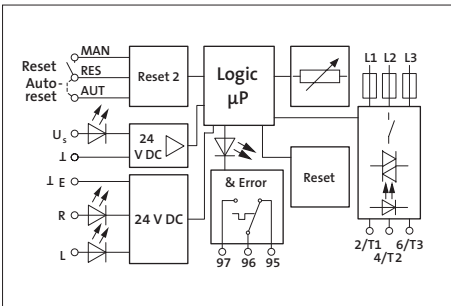 MAN
Reset
RES
Auto-
reset
AUT
Reset 2
Logic
µP
L1 L2 L3
Us
⊥
24
V DC
⊥ E
R
L
24 V DC
& Error
Reset
97 96 95
2/T1 6/T3
4/T2